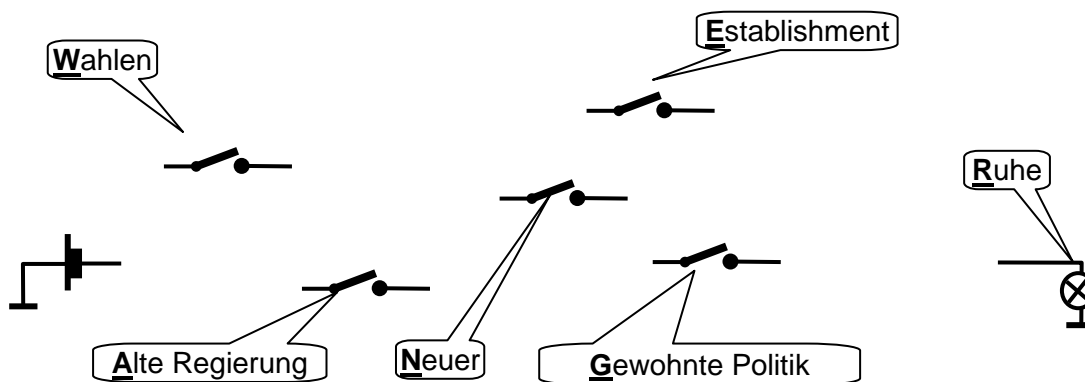 Establishment
Wahlen
Ruhe
Alte Regierung
Neuer
Gewohnte Politik